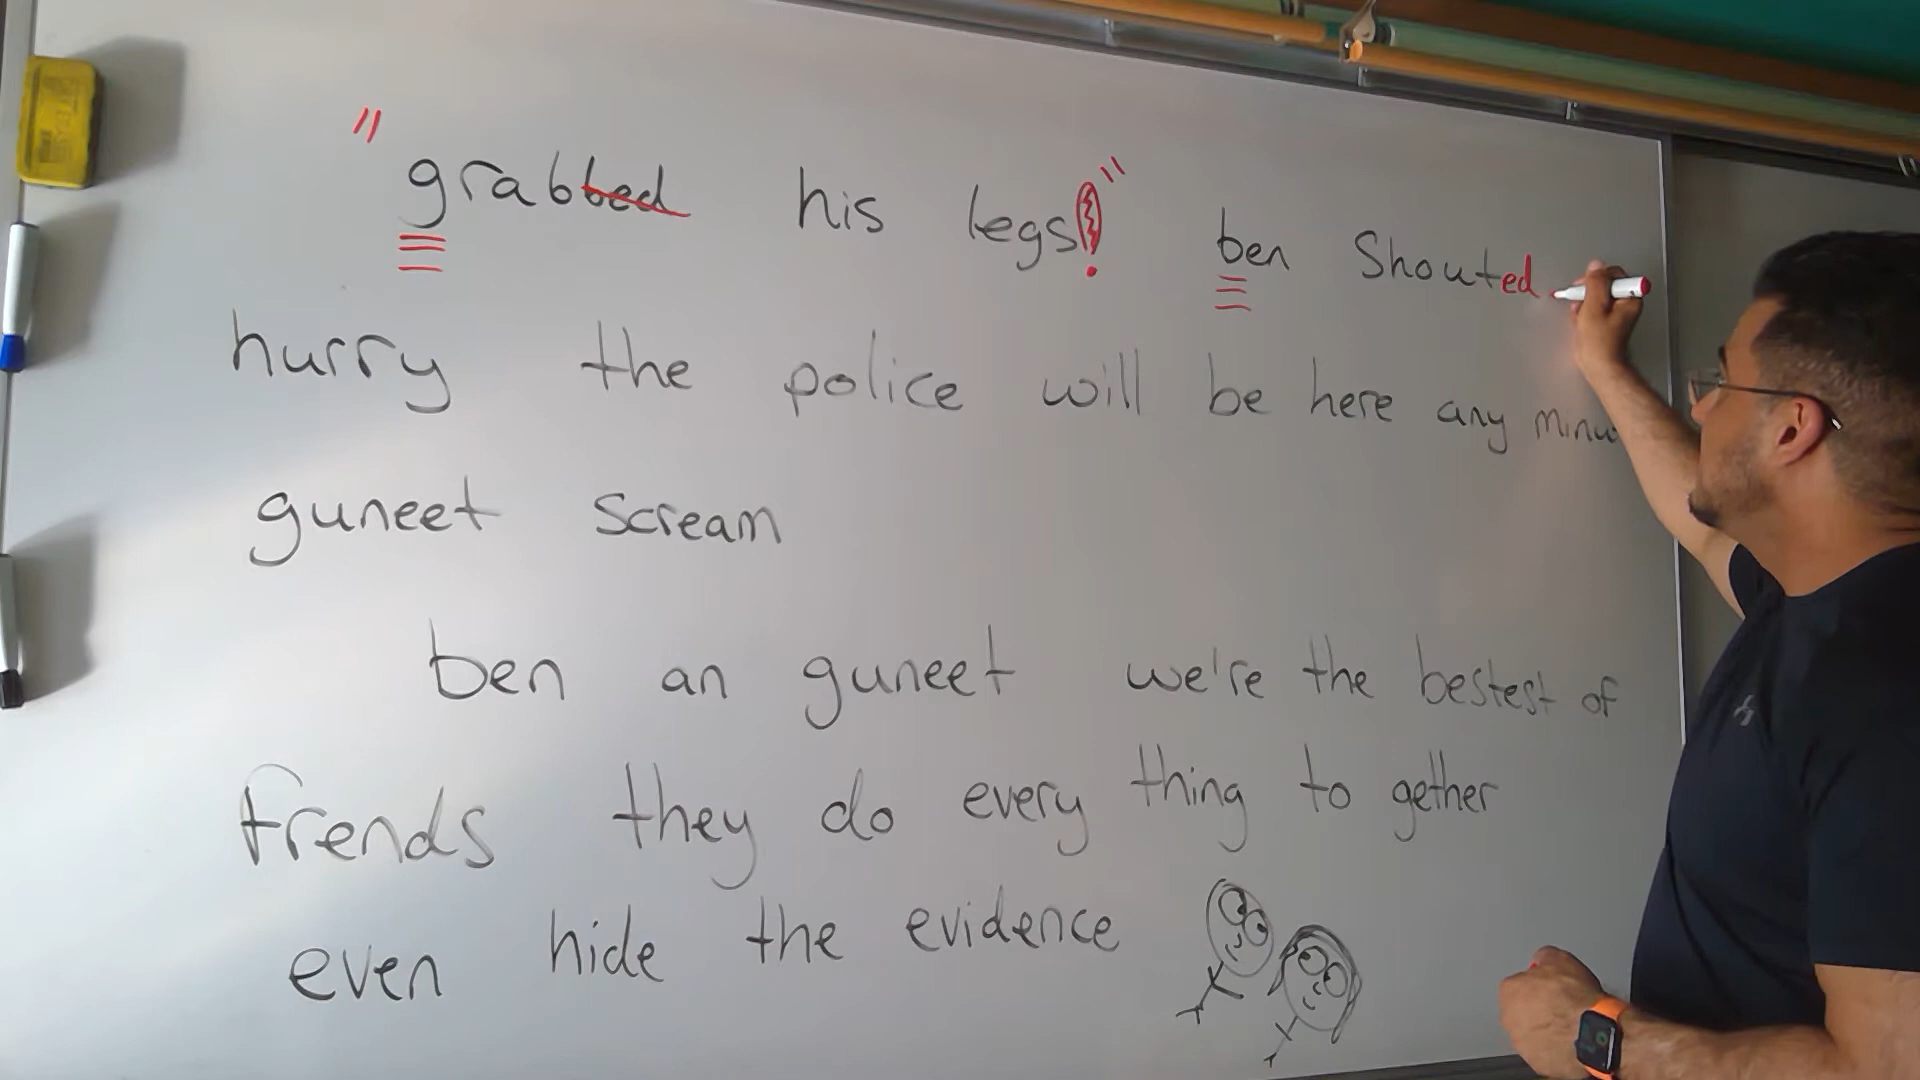 "grabbed his legs!" ben Shouted
hurry the police will be here any minu
guneet scream
ben an guneet we're the bestest of
frends they do every thing to gether
even hide the evidence